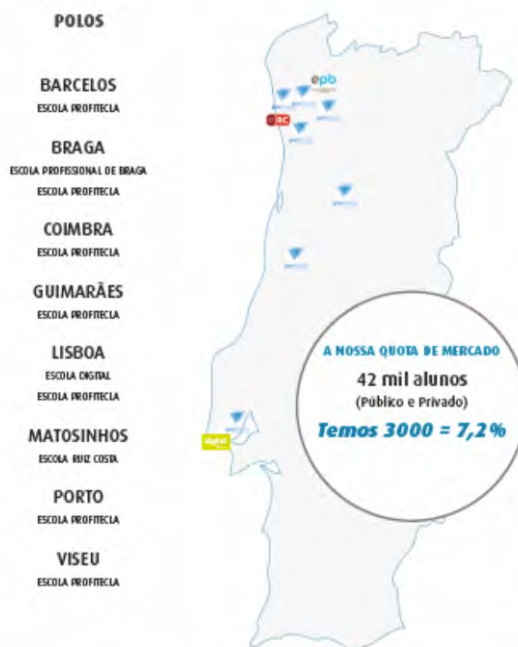 POLOS
BARCELOS
ESCOLA PROFITECLA
BRAGA
ESCOLA PROFISSIONAL DE BRAGA
ESCOLA PROFITECLA
COIMBRA
ESCOLA PROFITECLA
GUIMARÃES
ESCOLA PROFITECLA
LISBOA
ESCOLA DIGITAL
ESCOLA PROFITECLA
MATOSINHOS
ESCOLA RUIZ COSTA
PORTO
ESCOLA PROFITECLA
VISEU
ESCOLA PROFITECLA
epb
digital
A NOSSA QUOTA DE MERCADO
42 mil alunos
(Público e Privado)
Temos 3000 = 7,2%